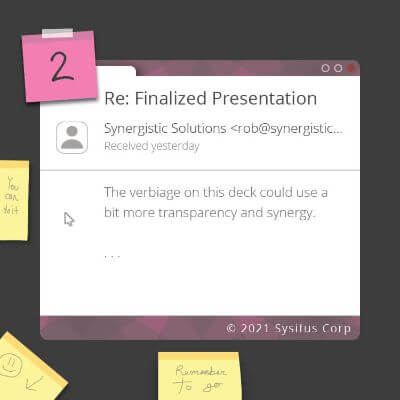 2
Re: Finalized Presentation
Synergistic Solutions <rob@synergistic...
Received yesterday
You
can
do it
The verbiage on this deck could use a
bit more transparency and synergy.
. . .
© 2021 Sysifus Corp
Remember
To go